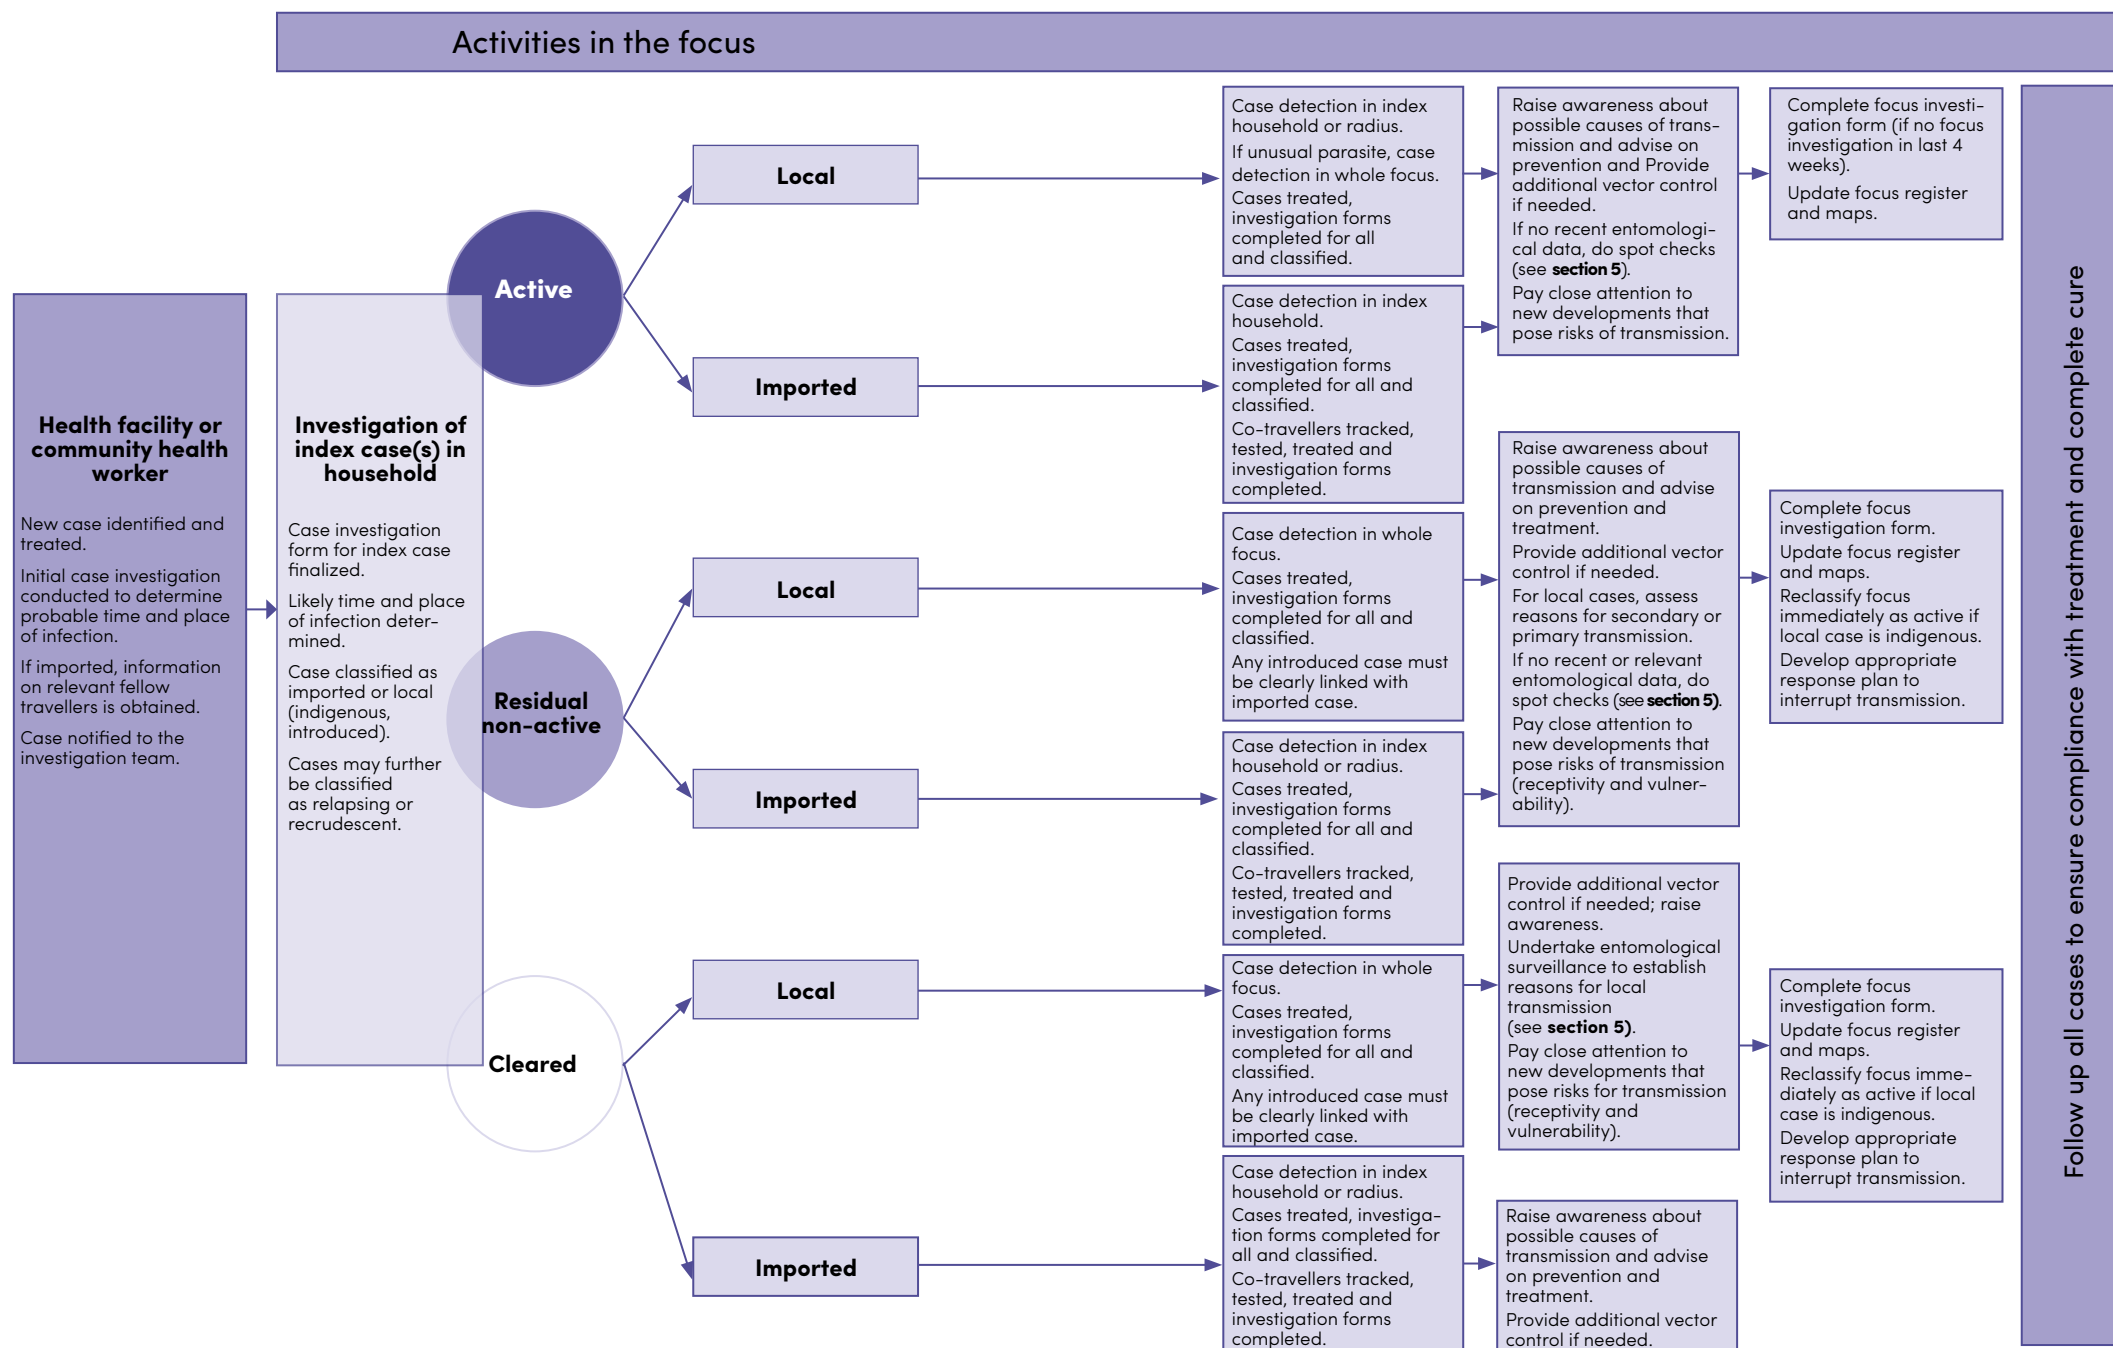 Activities in the focus
Health facility or
community health
worker
New case identified and
treated.
Initial case investigation
conducted to determine
probable time and place
of infection.
If imported, information
on relevant fellow
travellers is obtained.
Case notified to the
investigation team.
Investigation of
index case(s) in
household
Case investigation
form for index case
finalized.
Likely time and place
of infection deter-
mined.
Case classified as
imported or local
(indigenous,
introduced).
Cases may further
be classified
as relapsing or
recrudescent.
Active
Local
Case detection in index
household or radius.
If unusual parasite, case
detection in whole focus.
Cases treated,
investigation forms
completed for all
and classified.
Imported
Case detection in index
household.
Cases treated,
investigation forms
completed for all and
classified.
Co-travellers tracked,
tested, treated and
investigation forms
completed.
Raise awareness about
possible causes of trans-
mission and advise on
prevention and Provide
additional vector control
if needed.
If no recent entomologi-
cal data, do spot checks
(see section 5).
Pay close attention to
new developments that
pose risks of transmission.
Complete focus investi-
gation form (if no focus
investigation in last 4
weeks).
Update focus register
and maps.
Residual
non-active
Local
Case detection in whole
focus.
Cases treated,
investigation forms
completed for all and
classified.
Any introduced case must
be clearly linked with
imported case.
Imported
Case detection in index
household or radius.
Cases treated,
investigation forms
completed for all and
classified.
Co-travellers tracked,
tested, treated and
investigation forms
completed.
Raise awareness about
possible causes of
transmission and advise
on prevention and
treatment.
Provide additional vector
control if needed.
For local cases, assess
reasons for secondary or
primary transmission.
If no recent or relevant
entomological data, do
spot checks (see section 5).
Pay close attention to
new developments that
pose risks of transmission
(receptivity and vulner-
ability).
Complete focus
investigation form.
Update focus register
and maps.
Reclassify focus
immediately as active if
local case is indigenous.
Develop appropriate
response plan to
interrupt transmission.
Cleared
Local
Case detection in whole
focus.
Cases treated,
investigation forms
completed for all and
classified.
Any introduced case must
be clearly linked with
imported case.
Provide additional vector
control if needed; raise
awareness.
Undertake entomological
surveillance to establish
reasons for local
transmission
(see section 5).
Pay close attention to
new developments that
pose risks for transmission
(receptivity and
vulnerability).
Complete focus
investigation form.
Update focus register
and maps.
Reclassify focus imme-
diately as active if local
case is indigenous.
Develop appropriate
response plan to
interrupt transmission.
Imported
Case detection in index
household or radius.
Cases treated, investiga-
tion forms completed for
all and classified.
Co-travellers tracked,
tested, treated and
investigation forms
completed.
Raise awareness about
possible causes of
transmission and advise
on prevention and
treatment.
Provide additional vector
control if needed.
Follow up all cases to ensure compliance with treatment and complete cure